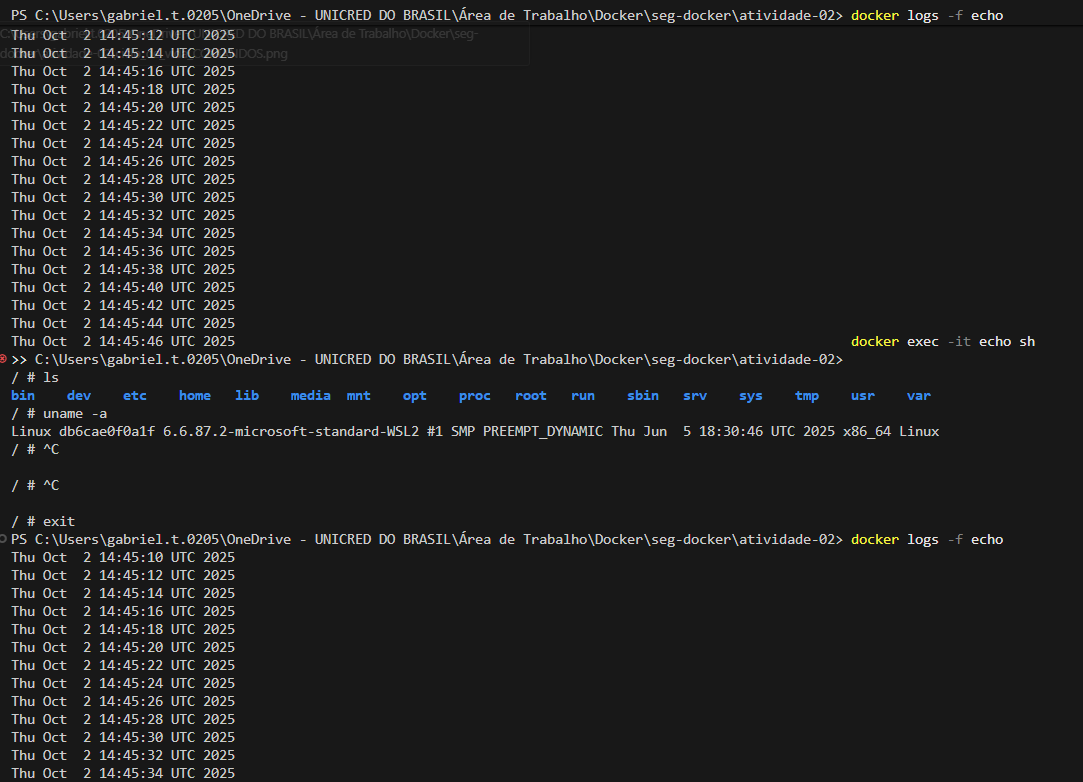 PS C:\Users\gabriel.t.0205\OneDrive - UNICRED DO BRASIL\Área de Trabalho\Docker\seg-docker\atividade-02> docker logs -f echo
Thu Oct  2 14:45:12 UTC 2025
Thu Oct  2 14:45:14 UTC 2025
Thu Oct  2 14:45:16 UTC 2025
Thu Oct  2 14:45:18 UTC 2025
Thu Oct  2 14:45:20 UTC 2025
Thu Oct  2 14:45:22 UTC 2025
Thu Oct  2 14:45:24 UTC 2025
Thu Oct  2 14:45:26 UTC 2025
Thu Oct  2 14:45:28 UTC 2025
Thu Oct  2 14:45:30 UTC 2025
Thu Oct  2 14:45:32 UTC 2025
Thu Oct  2 14:45:34 UTC 2025
Thu Oct  2 14:45:36 UTC 2025
Thu Oct  2 14:45:38 UTC 2025
Thu Oct  2 14:45:40 UTC 2025
Thu Oct  2 14:45:42 UTC 2025
Thu Oct  2 14:45:44 UTC 2025
Thu Oct  2 14:45:46 UTC 2025 docker exec -it echo sh
>> C:\Users\gabriel.t.0205\OneDrive - UNICRED DO BRASIL\Área de Trabalho\Docker\seg-docker\atividade-02>
/ # ls
bin dev etc home lib media mnt opt proc root run sbin srv sys tmp usr var
/ # uname -a
Linux db6cae0f0a1f 6.6.87.2-microsoft-standard-WSL2 #1 SMP PREEMPT_DYNAMIC Thu Jun  5 18:30:46 UTC 2025 x86_64 Linux
/ # ^C
/ # ^C
/ # exit
PS C:\Users\gabriel.t.0205\OneDrive - UNICRED DO BRASIL\Área de Trabalho\Docker\seg-docker\atividade-02> docker logs -f echo
Thu Oct  2 14:45:10 UTC 2025
Thu Oct  2 14:45:12 UTC 2025
Thu Oct  2 14:45:14 UTC 2025
Thu Oct  2 14:45:16 UTC 2025
Thu Oct  2 14:45:18 UTC 2025
Thu Oct  2 14:45:20 UTC 2025
Thu Oct  2 14:45:22 UTC 2025
Thu Oct  2 14:45:24 UTC 2025
Thu Oct  2 14:45:26 UTC 2025
Thu Oct  2 14:45:28 UTC 2025
Thu Oct  2 14:45:30 UTC 2025
Thu Oct  2 14:45:32 UTC 2025
Thu Oct  2 14:45:34 UTC 2025